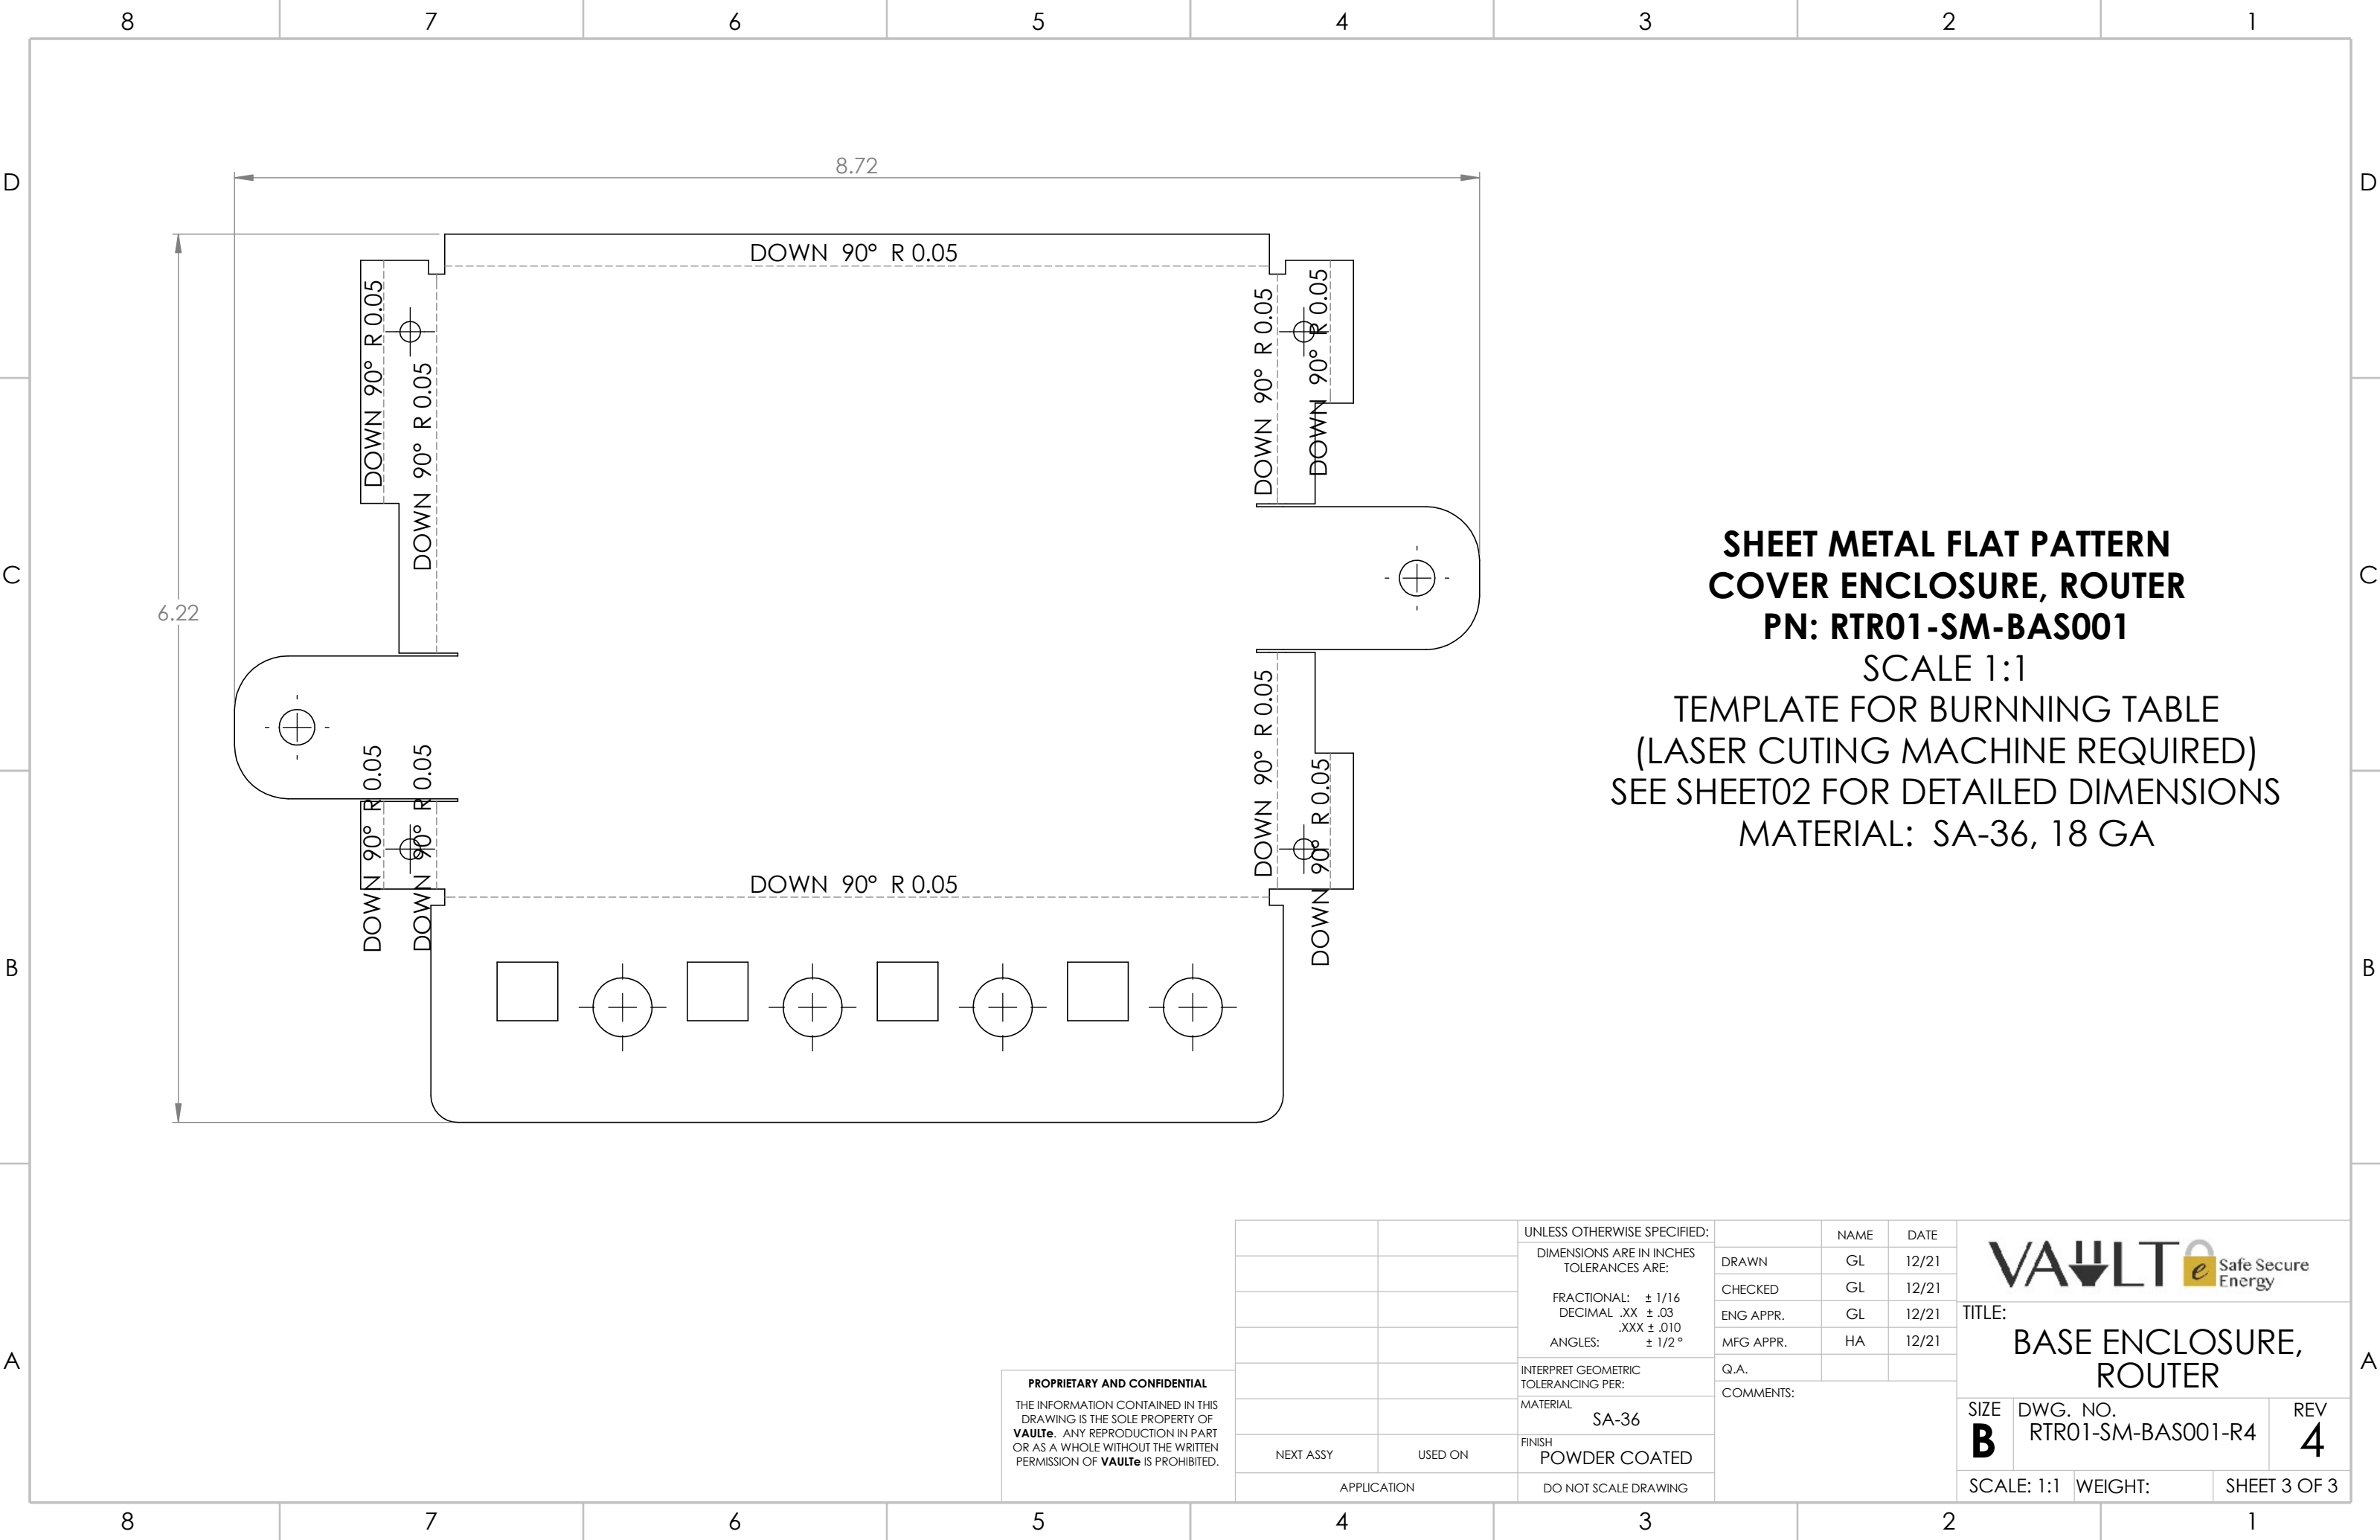 8 7 6 5 4 3 2 1
D D
8.72
DOWN 90° R 0.05
DOWN 90° R 0.05
DOWN 90° R 0.05
DOWN 90° R 0.05
DOWN 90° R 0.05
C C
6.22
SHEET METAL FLAT PATTERN
COVER ENCLOSURE, ROUTER
PN: RTR01-SM-BAS001
SCALE 1:1
TEMPLATE FOR BURNNING TABLE
(LASER CUTING MACHINE REQUIRED)
SEE SHEET02 FOR DETAILED DIMENSIONS
MATERIAL: SA-36, 18 GA
DOWN 90° R 0.05
DOWN 90° R 0.05
DOWN 90° R 0.05
DOWN 90° R 0.05
DOWN 90° R 0.05
B B
A A
PROPRIETARY AND CONFIDENTIAL
THE INFORMATION CONTAINED IN THIS
DRAWING IS THE SOLE PROPERTY OF
VAULTe. ANY REPRODUCTION IN PART
OR AS A WHOLE WITHOUT THE WRITTEN
PERMISSION OF VAULTe IS PROHIBITED.
NEXT ASSY USED ON
APPLICATION
UNLESS OTHERWISE SPECIFIED:
DIMENSIONS ARE IN INCHES
TOLERANCES ARE:
FRACTIONAL: ± 1/16
DECIMAL .XX ± .03
.XXX ± .010
ANGLES: ± 1/2 °
INTERPRET GEOMETRIC
TOLERANCING PER:
MATERIAL
SA-36
FINISH
POWDER COATED
DO NOT SCALE DRAWING
NAME DATE
DRAWN GL 12/21
CHECKED GL 12/21
ENG APPR. GL 12/21
MFG APPR. HA 12/21
Q.A.
COMMENTS:
VAULT e Safe Secure
Energy
TITLE:
BASE ENCLOSURE,
ROUTER
SIZE DWG. NO. REV
B RTR01-SM-BAS001-R4 4
SCALE: 1:1 WEIGHT: SHEET 3 OF 3
8 7 6 5 4 3 2 1